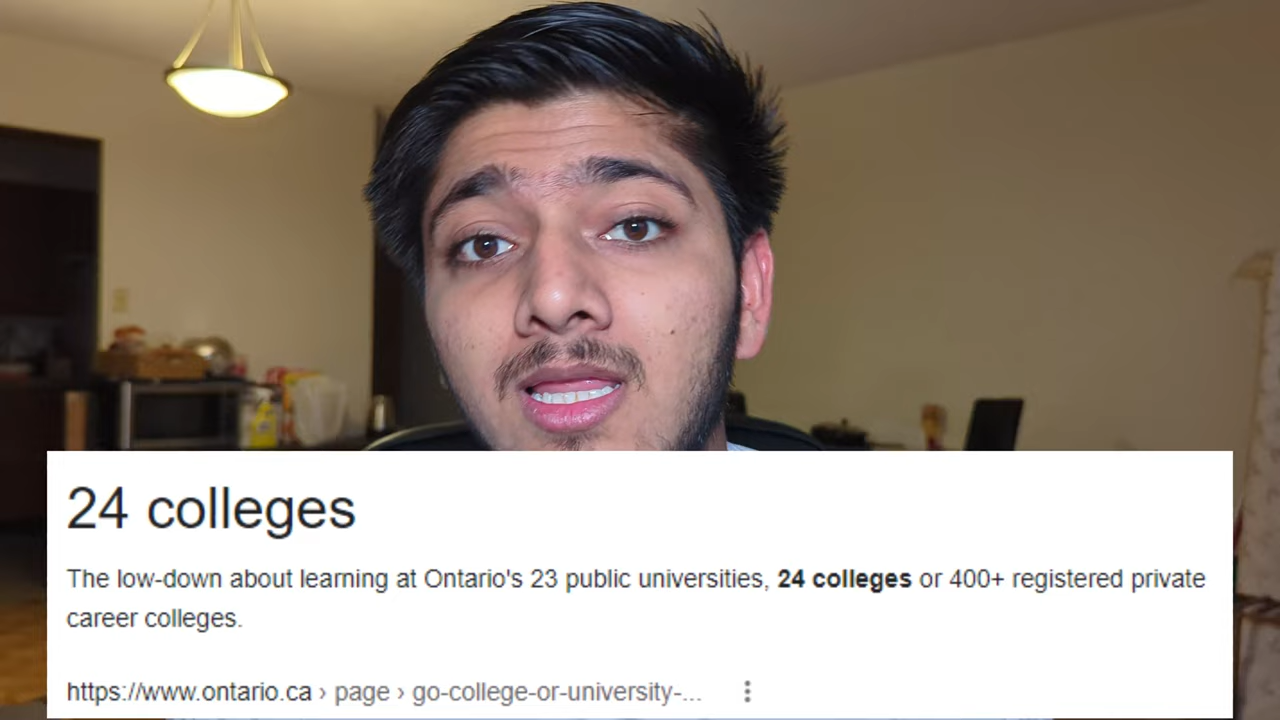 24 colleges
The low-down about learning at Ontario's 23 public universities, 24 colleges or 400+ registered private
career colleges.
https://www.ontario.ca › page › go-college-or-university-...